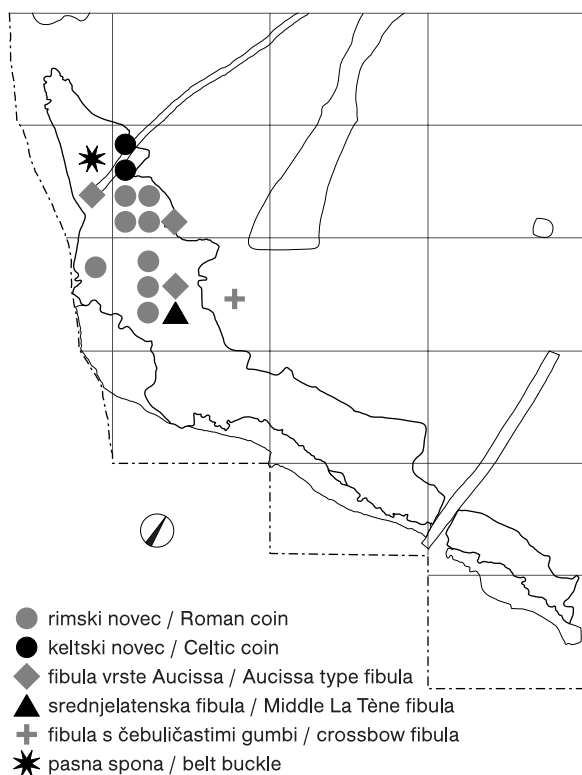 rimski novec / Roman coin
keltski novec / Celtic coin
fibula vrste Aucissa / Aucissa type fibula
srednjelatenska fibula / Middle La Tène fibula
fibula s čebuličastimi gumbi / crossbow fibula
pasna spona / belt buckle